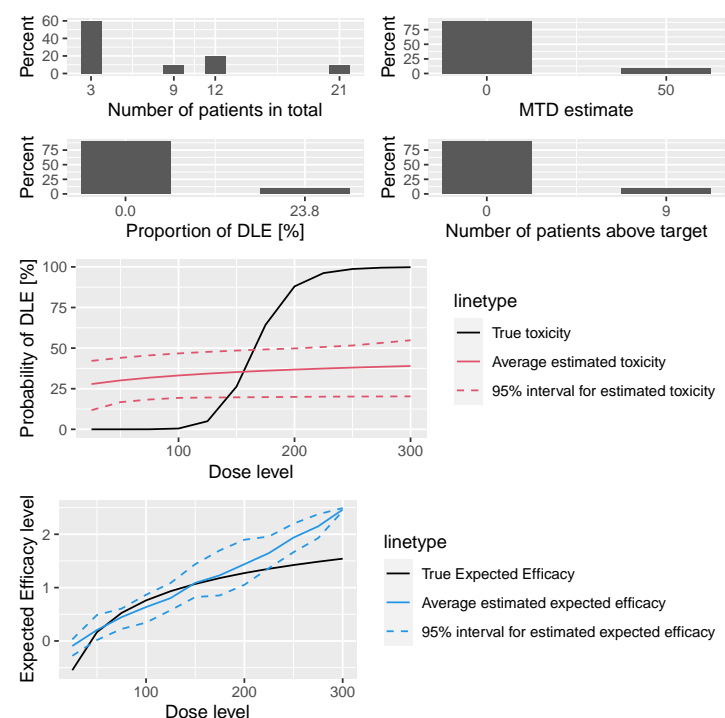 Percent
60
40
20
0
3 9 12 21
Number of patients in total
Percent
75
50
25
0
0 50
MTD estimate
Percent
75
50
25
0
0.0 23.8
Proportion of DLE [%]
Percent
75
50
25
0
0 9
Number of patients above target
Probability of DLE [%]
100
75
50
25
0
100 200 300
Dose level
linetype
True toxicity
Average estimated toxicity
95% interval for estimated toxicity
Expected Efficacy level
2
1
0
100 200 300
Dose level
linetype
True Expected Efficacy
Average estimated expected efficacy
95% interval for estimated expected efficacy